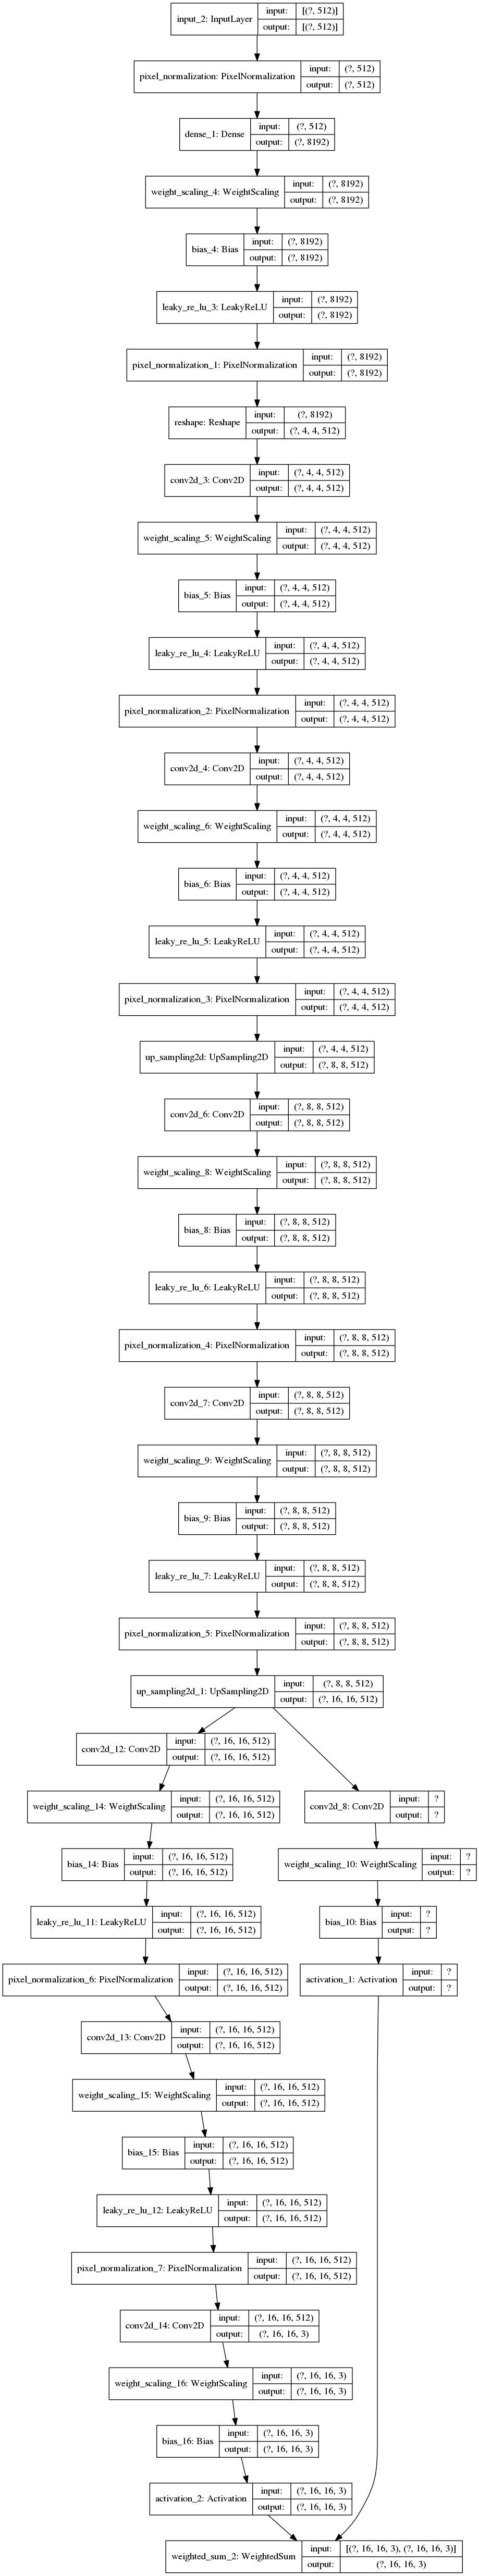 input_2: InputLayer input: [(?, 512)]
output: [(?, 512)]
pixel_normalization: PixelNormalization input: (?, 512)
output: (?, 512)
dense_1: Dense input: (?, 512)
output: (?, 8192)
weight_scaling_4: WeightScaling input: (?, 8192)
output: (?, 8192)
bias_4: Bias input: (?, 8192)
output: (?, 8192)
leaky_re_lu_3: LeakyReLU input: (?, 8192)
output: (?, 8192)
pixel_normalization_1: PixelNormalization input: (?, 8192)
output: (?, 8192)
reshape: Reshape input: (?, 8192)
output: (?, 4, 4, 512)
conv2d_3: Conv2D input: (?, 4, 4, 512)
output: (?, 4, 4, 512)
weight_scaling_5: WeightScaling input: (?, 4, 4, 512)
output: (?, 4, 4, 512)
bias_5: Bias input: (?, 4, 4, 512)
output: (?, 4, 4, 512)
leaky_re_lu_4: LeakyReLU input: (?, 4, 4, 512)
output: (?, 4, 4, 512)
pixel_normalization_2: PixelNormalization input: (?, 4, 4, 512)
output: (?, 4, 4, 512)
conv2d_4: Conv2D input: (?, 4, 4, 512)
output: (?, 4, 4, 512)
weight_scaling_6: WeightScaling input: (?, 4, 4, 512)
output: (?, 4, 4, 512)
bias_6: Bias input: (?, 4, 4, 512)
output: (?, 4, 4, 512)
leaky_re_lu_5: LeakyReLU input: (?, 4, 4, 512)
output: (?, 4, 4, 512)
pixel_normalization_3: PixelNormalization input: (?, 4, 4, 512)
output: (?, 4, 4, 512)
up_sampling2d: UpSampling2D input: (?, 4, 4, 512)
output: (?, 8, 8, 512)
conv2d_6: Conv2D input: (?, 8, 8, 512)
output: (?, 8, 8, 512)
weight_scaling_8: WeightScaling input: (?, 8, 8, 512)
output: (?, 8, 8, 512)
bias_8: Bias input: (?, 8, 8, 512)
output: (?, 8, 8, 512)
leaky_re_lu_6: LeakyReLU input: (?, 8, 8, 512)
output: (?, 8, 8, 512)
pixel_normalization_4: PixelNormalization input: (?, 8, 8, 512)
output: (?, 8, 8, 512)
conv2d_7: Conv2D input: (?, 8, 8, 512)
output: (?, 8, 8, 512)
weight_scaling_9: WeightScaling input: (?, 8, 8, 512)
output: (?, 8, 8, 512)
bias_9: Bias input: (?, 8, 8, 512)
output: (?, 8, 8, 512)
leaky_re_lu_7: LeakyReLU input: (?, 8, 8, 512)
output: (?, 8, 8, 512)
pixel_normalization_5: PixelNormalization input: (?, 8, 8, 512)
output: (?, 8, 8, 512)
up_sampling2d_1: UpSampling2D input: (?, 8, 8, 512)
output: (?, 16, 16, 512)
conv2d_12: Conv2D input: (?, 16, 16, 512)
output: (?, 16, 16, 512)
weight_scaling_14: WeightScaling input: (?, 16, 16, 512)
output: (?, 16, 16, 512)
conv2d_8: Conv2D input: ?
output: ?
bias_14: Bias input: (?, 16, 16, 512)
output: (?, 16, 16, 512)
weight_scaling_10: WeightScaling input: ?
output: ?
leaky_re_lu_11: LeakyReLU input: (?, 16, 16, 512)
output: (?, 16, 16, 512)
bias_10: Bias input: ?
output: ?
pixel_normalization_6: PixelNormalization input: (?, 16, 16, 512)
output: (?, 16, 16, 512)
activation_1: Activation input: ?
output: ?
conv2d_13: Conv2D input: (?, 16, 16, 512)
output: (?, 16, 16, 512)
weight_scaling_15: WeightScaling input: (?, 16, 16, 512)
output: (?, 16, 16, 512)
bias_15: Bias input: (?, 16, 16, 512)
output: (?, 16, 16, 512)
leaky_re_lu_12: LeakyReLU input: (?, 16, 16, 512)
output: (?, 16, 16, 512)
pixel_normalization_7: PixelNormalization input: (?, 16, 16, 512)
output: (?, 16, 16, 512)
conv2d_14: Conv2D input: (?, 16, 16, 512)
output: (?, 16, 16, 3)
weight_scaling_16: WeightScaling input: (?, 16, 16, 3)
output: (?, 16, 16, 3)
bias_16: Bias input: (?, 16, 16, 3)
output: (?, 16, 16, 3)
activation_2: Activation input: (?, 16, 16, 3)
output: (?, 16, 16, 3)
weighted_sum_2: WeightedSum input: [(?, 16, 16, 3), (?, 16, 16, 3)]
output: (?, 16, 16, 3)